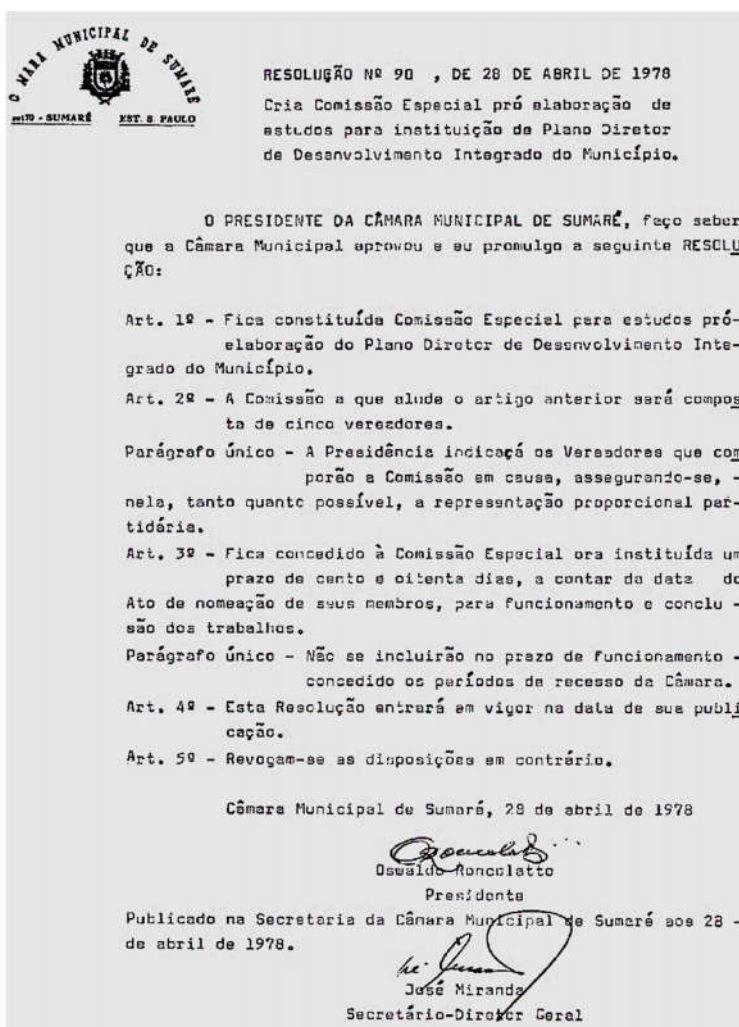 CAMARA MUNICIPAL DE SUMARÉ
13170 - SUMARÉ EST. S. PAULO
RESOLUÇÃO Nº 90 , DE 28 DE ABRIL DE 1978
Cria Comissão Especial pró elaboração de
estudos para instituição de Plano Diretor
de Desenvolvimento Integrado do Município.
O PRESIDENTE DA CÂMARA MUNICIPAL DE SUMARÉ, faço saber
que a Câmara Municipal aprovou e eu promulgo a seguinte RESOLU
ÇÃO:
Art. 1º - Fica constituída Comissão Especial para estudos pró-
elaboração do Plano Diretor de Desenvolvimento Inte-
grado do Município.
Art. 2º - A Comissão a que alude o artigo anterior será compos
ta de cinco vereadores.
Parágrafo único - A Presidência indicaçá os Vereadores que com
porão a Comissão em causa, assegurando-se, -
nela, tanto quanto possível, a representação proporcional par-
tidária.
Art. 3º - Fica concedido à Comissão Especial ora instituída um
prazo de cento e oitenta dias, a contar da data do
Ato de nomeação de seus membros, para funcionamento e conclu -
são dos trabalhos.
Parágrafo único - Não se incluirão no prazo de funcionamento -
concedido os períodos de recesso da Câmara.
Art. 4º - Esta Resolução entrará em vigor na data de sua publi
cação.
Art. 5º - Revogam-se as disposições em contrário.
Câmara Municipal de Sumaré, 28 de abril de 1978
Oswaldo Roncolatto
Presidente
Publicado na Secretaria da Câmara Municipal de Sumaré aos 28 -
de abril de 1978.
José Miranda
Secretário-Diretor Geral